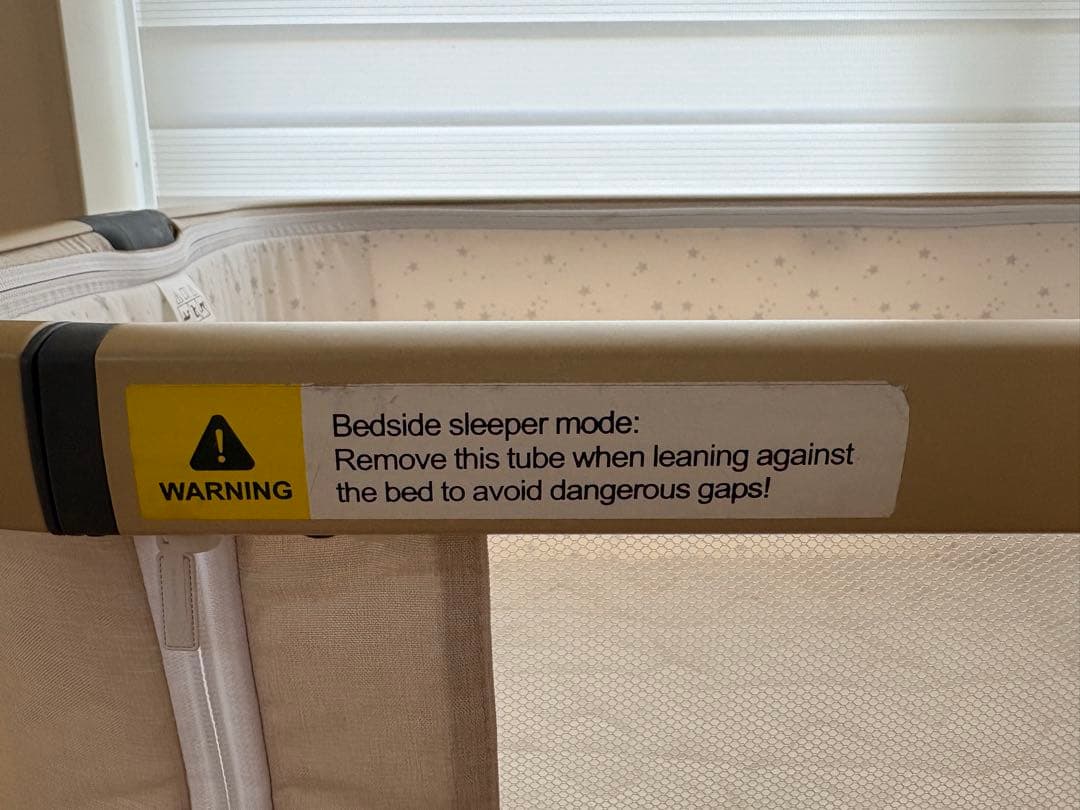 WARNING
Bedside sleeper mode:
Remove this tube when leaning against
the bed to avoid dangerous gaps!